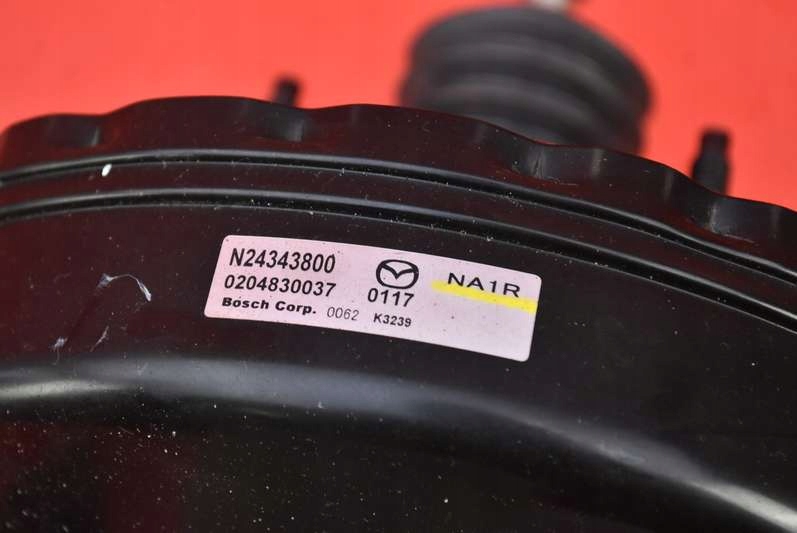 N24343800
0204830037
0117
NA1R
Bosch Corp. 0062 K3239